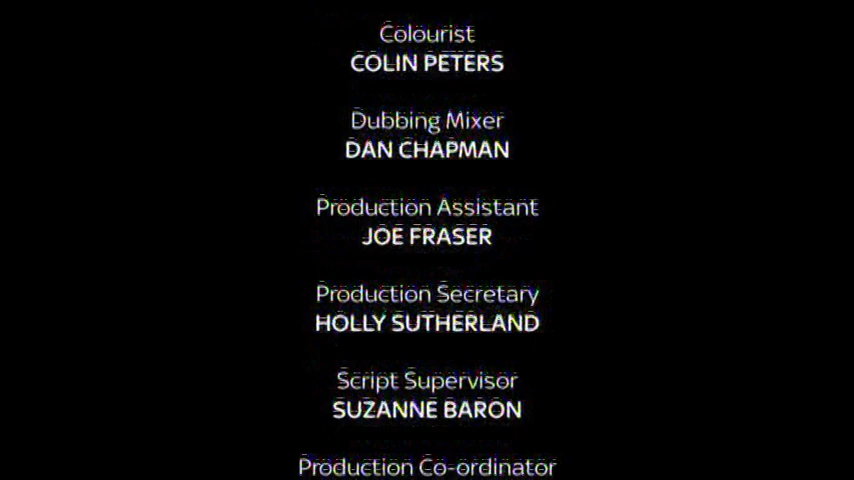 Colourist
COLIN PETERS
Dubbing Mixer
DAN CHAPMAN
Production Assistant
JOE FRASER
Production Secretary
HOLLY SUTHERLAND
Script Supervisor
SUZANNE BARON
Production Co-ordinator